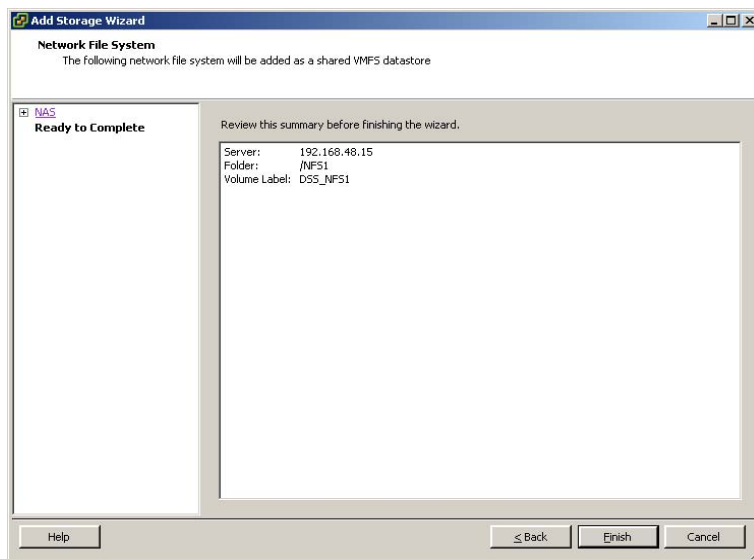 Add Storage Wizard
Network File System
The following network file system will be added as a shared VMFS datastore
NAS
Ready to Complete
Review this summary before finishing the wizard.
Server: 192.168.48.15
Folder: /NFS1
Volume Label: DSS_NFS1
Help
< Back
Finish
Cancel